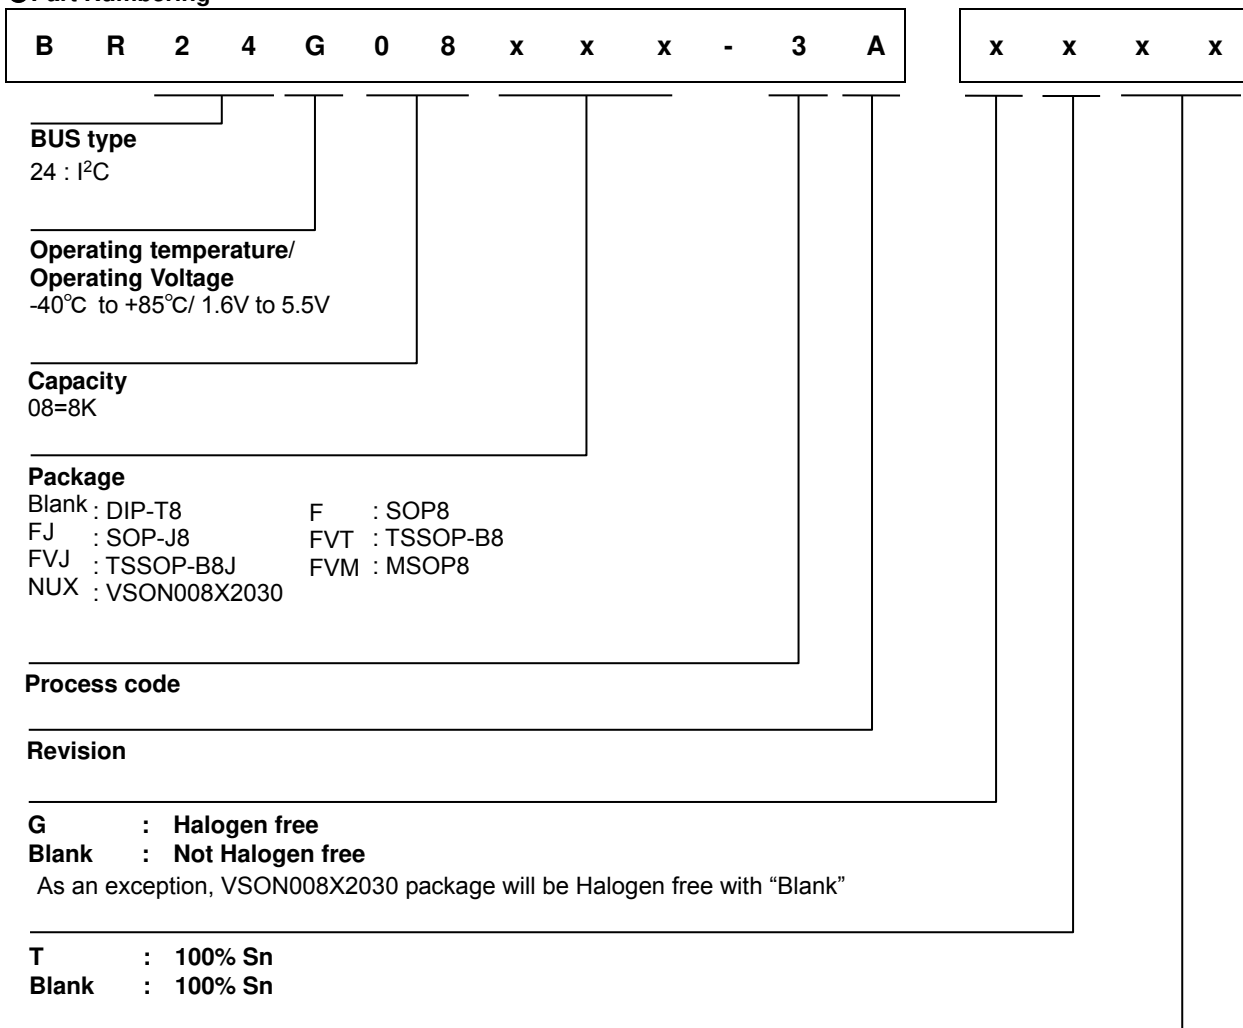 ●Part Numbering
B R 2 4 G 0 8 x x x - 3 A x x x x
BUS type
24 : I²C
Operating temperature/
Operating Voltage
-40℃ to +85℃/ 1.6V to 5.5V
Capacity
08=8K
Package
Blank : DIP-T8 F : SOP8
FJ : SOP-J8 FVT : TSSOP-B8
FVJ : TSSOP-B8J FVM : MSOP8
NUX : VSON008X2030
Process code
Revision
G : Halogen free
Blank : Not Halogen free
As an exception, VSON008X2030 package will be Halogen free with “Blank”
T : 100% Sn
Blank : 100% Sn